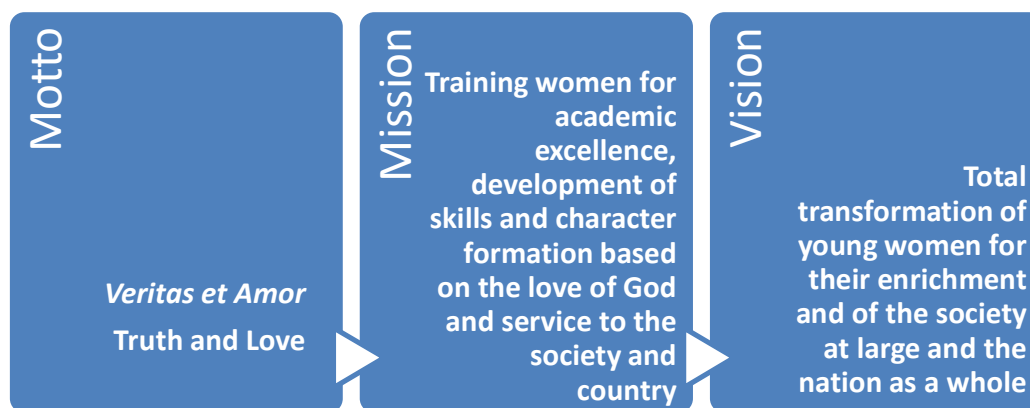 Motto
Veritas et Amor
Truth and Love
Mission
Training women for
academic
excellence,
development of
skills and character
formation based
on the love of God
and service to the
society and
country
Vision
Total
transformation of
young women for
their enrichment
and of the society
at large and the
nation as a whole